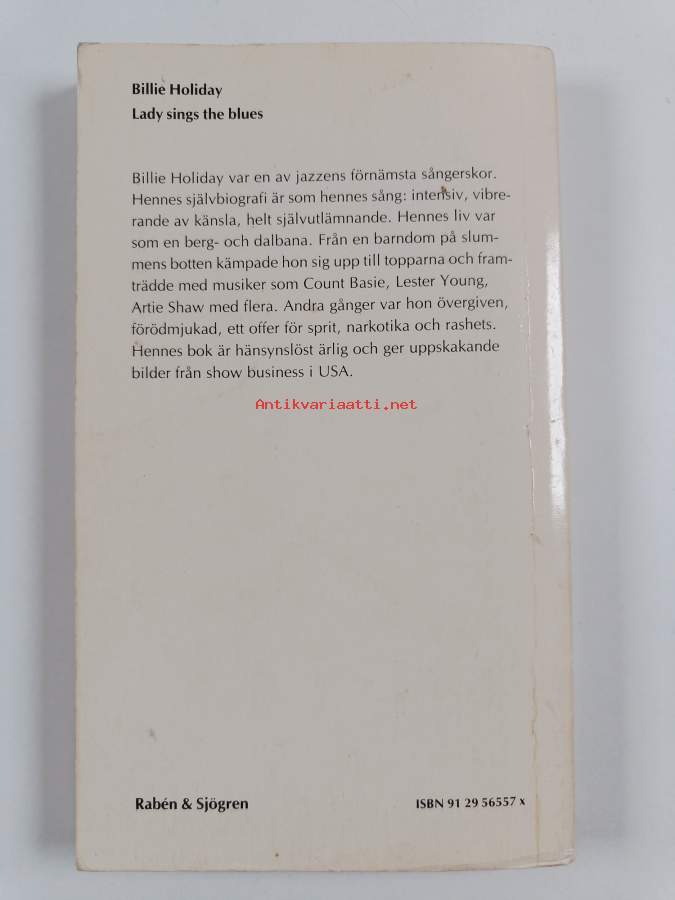 Billie Holiday
Lady sings the blues
Billie Holiday var en av jazzens förnämsta sångerskor.
Hennes självbiografi är som hennes sång: intensiv, vibre-
rande av känsla, helt självutlämnande. Hennes liv var
som en berg- och dalbana. Från en barndom på slum-
mens botten kämpade hon sig upp till topparna och fram-
trädde med musiker som Count Basie, Lester Young,
Artie Shaw med flera. Andra gånger var hon övergiven,
förödmjukad, ett offer för sprit, narkotika och rashets.
Hennes bok är hänsynslöst ärlig och ger uppskakande
bilder från show business i USA.
Antikvariaatti.net
Rabén & Sjögren
ISBN 91 29 56557 x